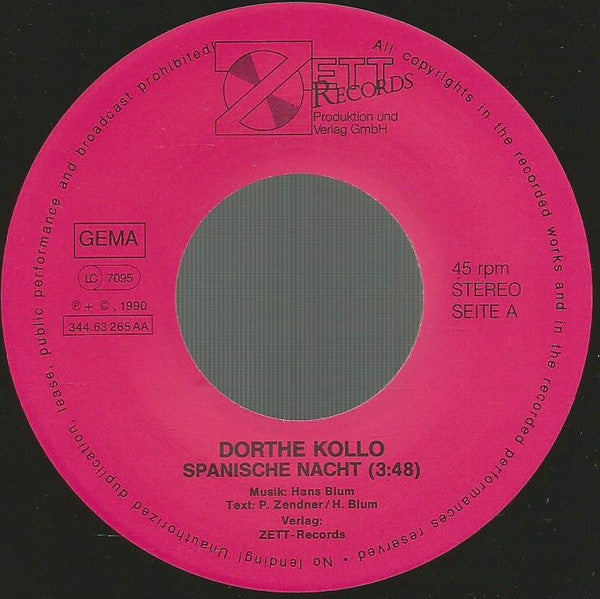 ZETT
RECORDS
Produktion und
Verlag GmbH
All copyrights in the recorded works and in the recorded performances reserved • No lending! Unauthorized duplication, lease, public performance and broadcast prohibited!
GEMA
LC 7095
℗ + ©, 1990
344.63 265 AA
45 rpm
STEREO
SEITE A
DORTHE KOLLO
SPANISCHE NACHT (3:48)
Musik: Hans Blum
Text: P. Zendner / H. Blum
Verlag:
ZETT-Records